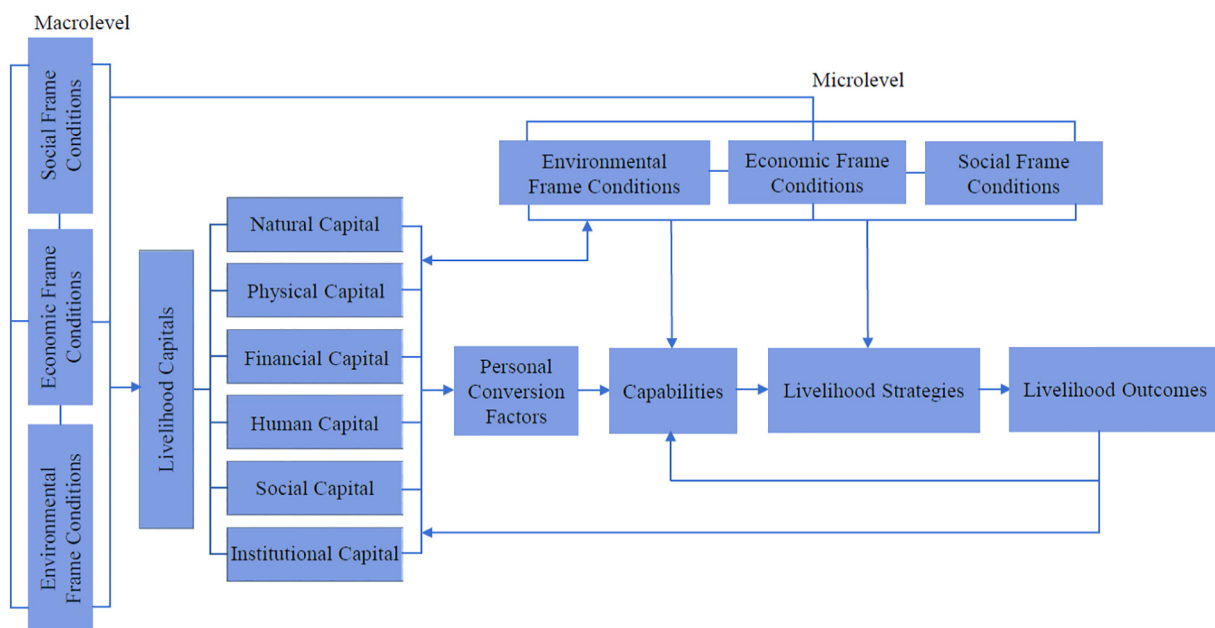 Macrolevel
Social Frame
Conditions
Economic Frame
Conditions
Environmental
Frame Conditions
Livelihood Capitals
Natural Capital
Physical Capital
Financial Capital
Human Capital
Social Capital
Institutional Capital
Microlevel
Environmental
Frame Conditions
Economic Frame
Conditions
Social Frame
Conditions
Personal
Conversion
Factors
Capabilities
Livelihood Strategies
Livelihood Outcomes